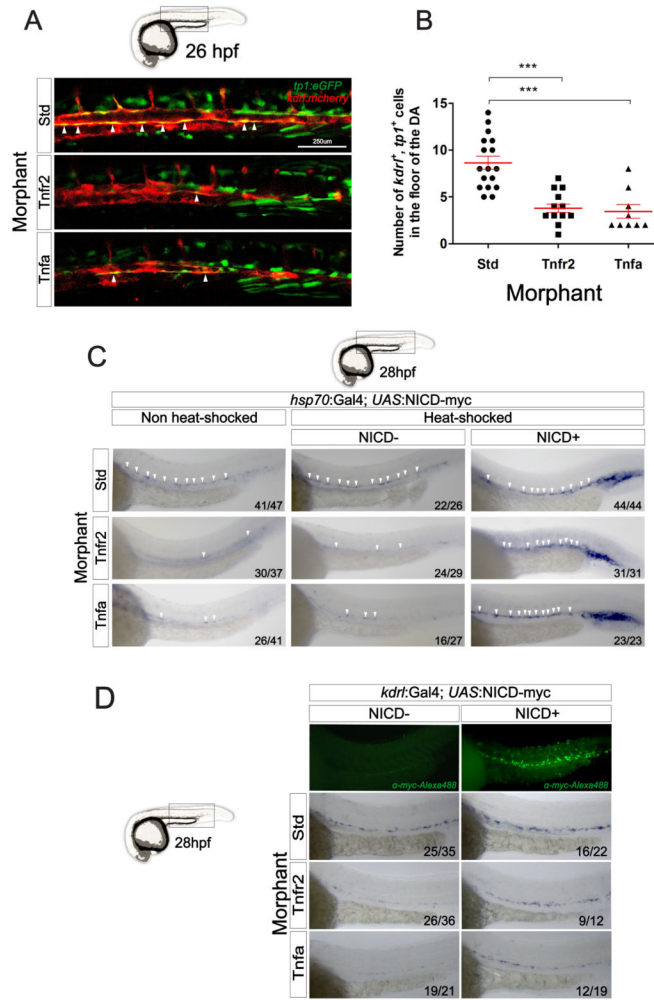 A
26 hpf
tp1:eGFP
kdrl:mcherry
250um
Std
Tnfr2
Tnfa
Morphant
B
***
***
Number of kdrl+, tp1+ cells
in the floor of the DA
15
10
5
0
Std Tnfr2 Tnfa
Morphant
C
28hpf
hsp70:Gal4; UAS:NICD-myc
Non heat-shocked Heat-shocked
NICD- NICD+
Morphant
Std 41/47 22/26 44/44
Tnfr2 30/37 24/29 31/31
Tnfa 26/41 16/27 23/23
D
28hpf
kdrl:Gal4; UAS:NICD-myc
NICD- NICD+
α-myc-Alexa488 α-myc-Alexa488
Morphant
Std 25/35 16/22
Tnfr2 26/36 9/12
Tnfa 19/21 12/19